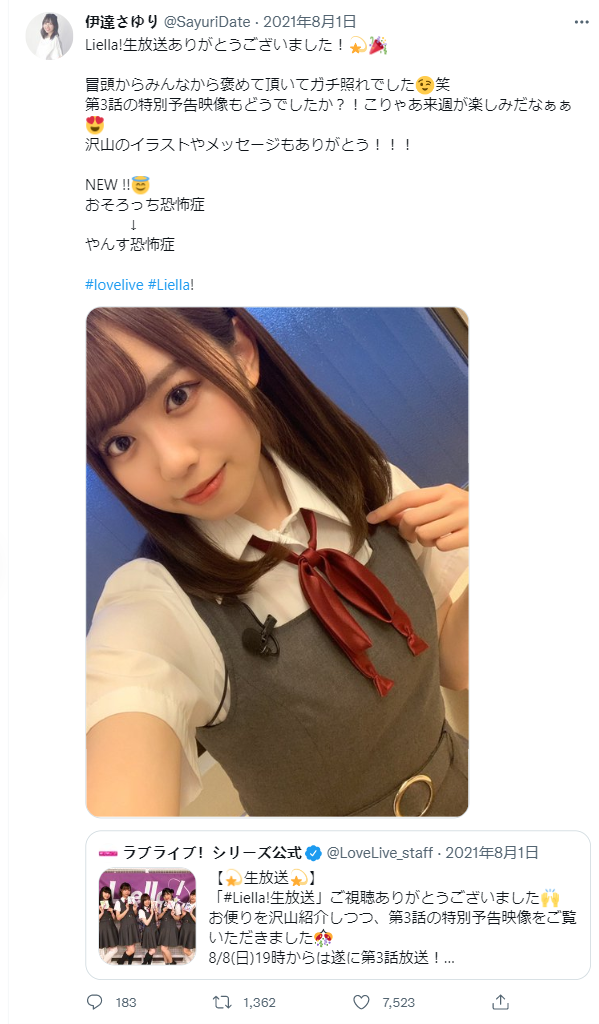 伊達さゆり @SayuriDate · 2021年8月1日
Liella!生放送ありがとうございました！💫🎉
冒頭からみんなから褒めて頂いてガチ照れでした😉笑
第3話の特別予告映像もどうでしたか？！こりゃあ来週が楽しみだなぁぁ
😍
沢山のイラストやメッセージもありがとう！！！
NEW !!😇
おそろっち恐怖症
↓
やんす恐怖症
#lovelive #Liella!
ラブライブ！シリーズ公式 @LoveLive_staff · 2021年8月1日
【💫生放送💫】
「#Liella!生放送」ご視聴ありがとうございました🙌
お便りを沢山紹介しつつ、第3話の特別予告映像をご覧
いただきました🎊
8/8(日)19時からは遂に第3話放送！...
183
1,362
7,523